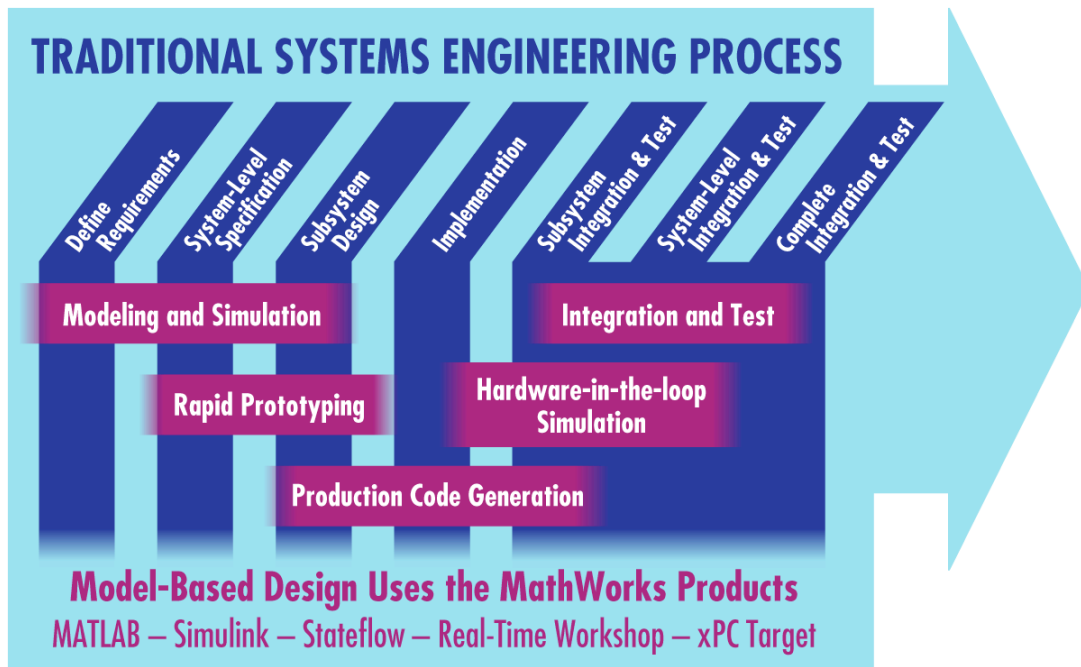 TRADITIONAL SYSTEMS ENGINEERING PROCESS
Define
Requirements
System-Level
Specification
Subsystem
Design
Implementation
Subsystem
Integration & Test
System-Level
Integration & Test
Complete
Integration & Test
Modeling and Simulation
Integration and Test
Rapid Prototyping
Hardware-in-the-loop
Simulation
Production Code Generation
Model-Based Design Uses the MathWorks Products
MATLAB – Simulink – Stateflow – Real-Time Workshop – xPC Target